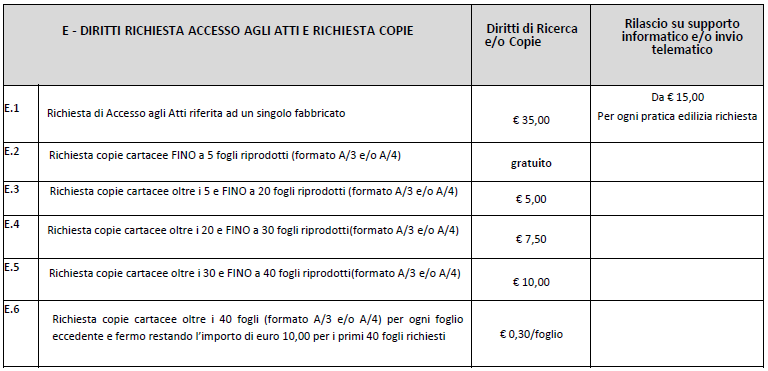 E - DIRITTI RICHIESTA ACCESSO AGLI ATTI E RICHIESTA COPIE
Diritti di Ricerca
e/o Copie
Rilascio su supporto
informatico e/o invio
telematico
E.1
Richiesta di Accesso agli Atti riferita ad un singolo fabbricato
€ 35,00
Da € 15,00
Per ogni pratica edilizia richiesta
E.2
Richiesta copie cartacee FINO a 5 fogli riprodotti (formato A/3 e/o A/4)
gratuito
E.3
Richiesta copie cartacee oltre i 5 e FINO a 20 fogli riprodotti (formato A/3 e/o A/4)
€ 5,00
E.4
Richiesta copie cartacee oltre i 20 e FINO a 30 fogli riprodotti(formato A/3 e/o A/4)
€ 7,50
E.5
Richiesta copie cartacee oltre i 30 e FINO a 40 fogli riprodotti(formato A/3 e/o A/4)
€ 10,00
E.6
Richiesta copie cartacee oltre i 40 fogli (formato A/3 e/o A/4) per ogni foglio
eccedente e fermo restando l’importo di euro 10,00 per i primi 40 fogli richiesti
€ 0,30/foglio